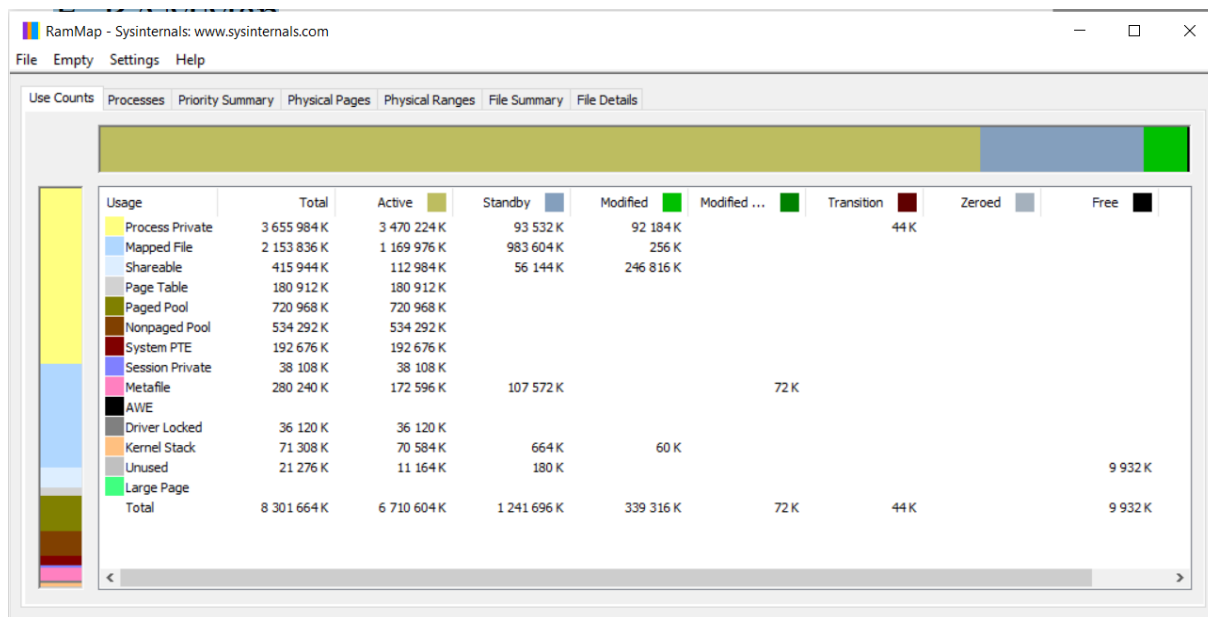 RamMap - Sysinternals: www.sysinternals.com
File Empty Settings Help
Use Counts Processes Priority Summary Physical Pages Physical Ranges File Summary File Details
Usage Total Active Standby Modified Modified ... Transition Zeroed Free
Process Private 3 655 984 K 3 470 224 K 93 532 K 92 184 K 44 K
Mapped File 2 153 836 K 1 169 976 K 983 604 K 256 K
Shareable 415 944 K 112 984 K 56 144 K 246 816 K
Page Table 180 912 K 180 912 K
Paged Pool 720 968 K 720 968 K
Nonpaged Pool 534 292 K 534 292 K
System PTE 192 676 K 192 676 K
Session Private 38 108 K 38 108 K
Metafile 280 240 K 172 596 K 107 572 K 72 K
AWE
Driver Locked 36 120 K 36 120 K
Kernel Stack 71 308 K 70 584 K 664 K 60 K
Unused 21 276 K 11 164 K 180 K 9 932 K
Large Page
Total 8 301 664 K 6 710 604 K 1 241 696 K 339 316 K 72 K 44 K 9 932 K